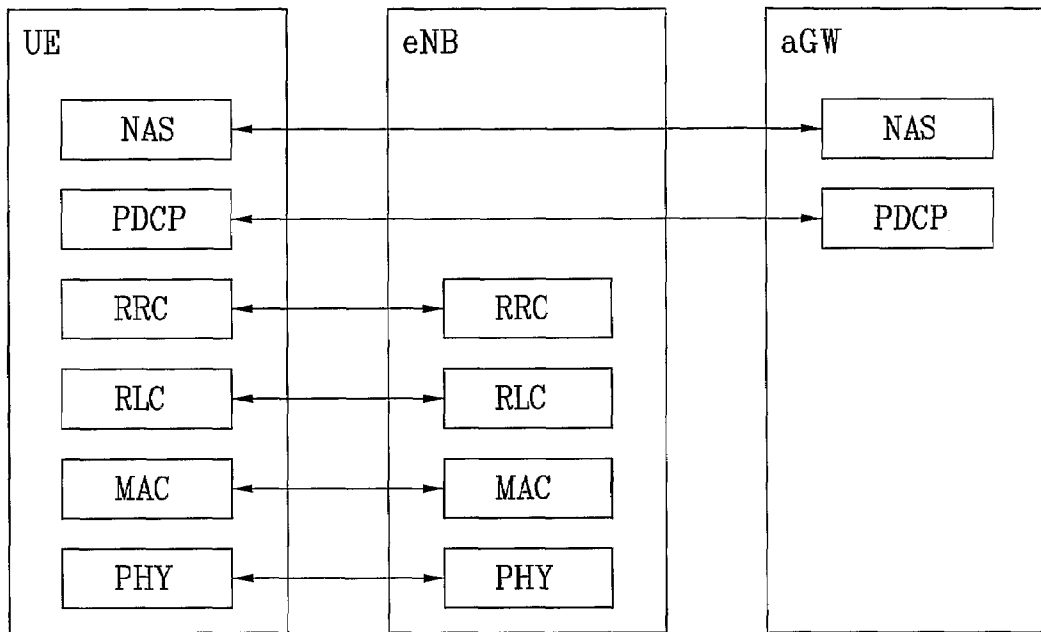 UE
eNB
aGW
NAS
NAS
PDCP
PDCP
RRC
RRC
RLC
RLC
MAC
MAC
PHY
PHY